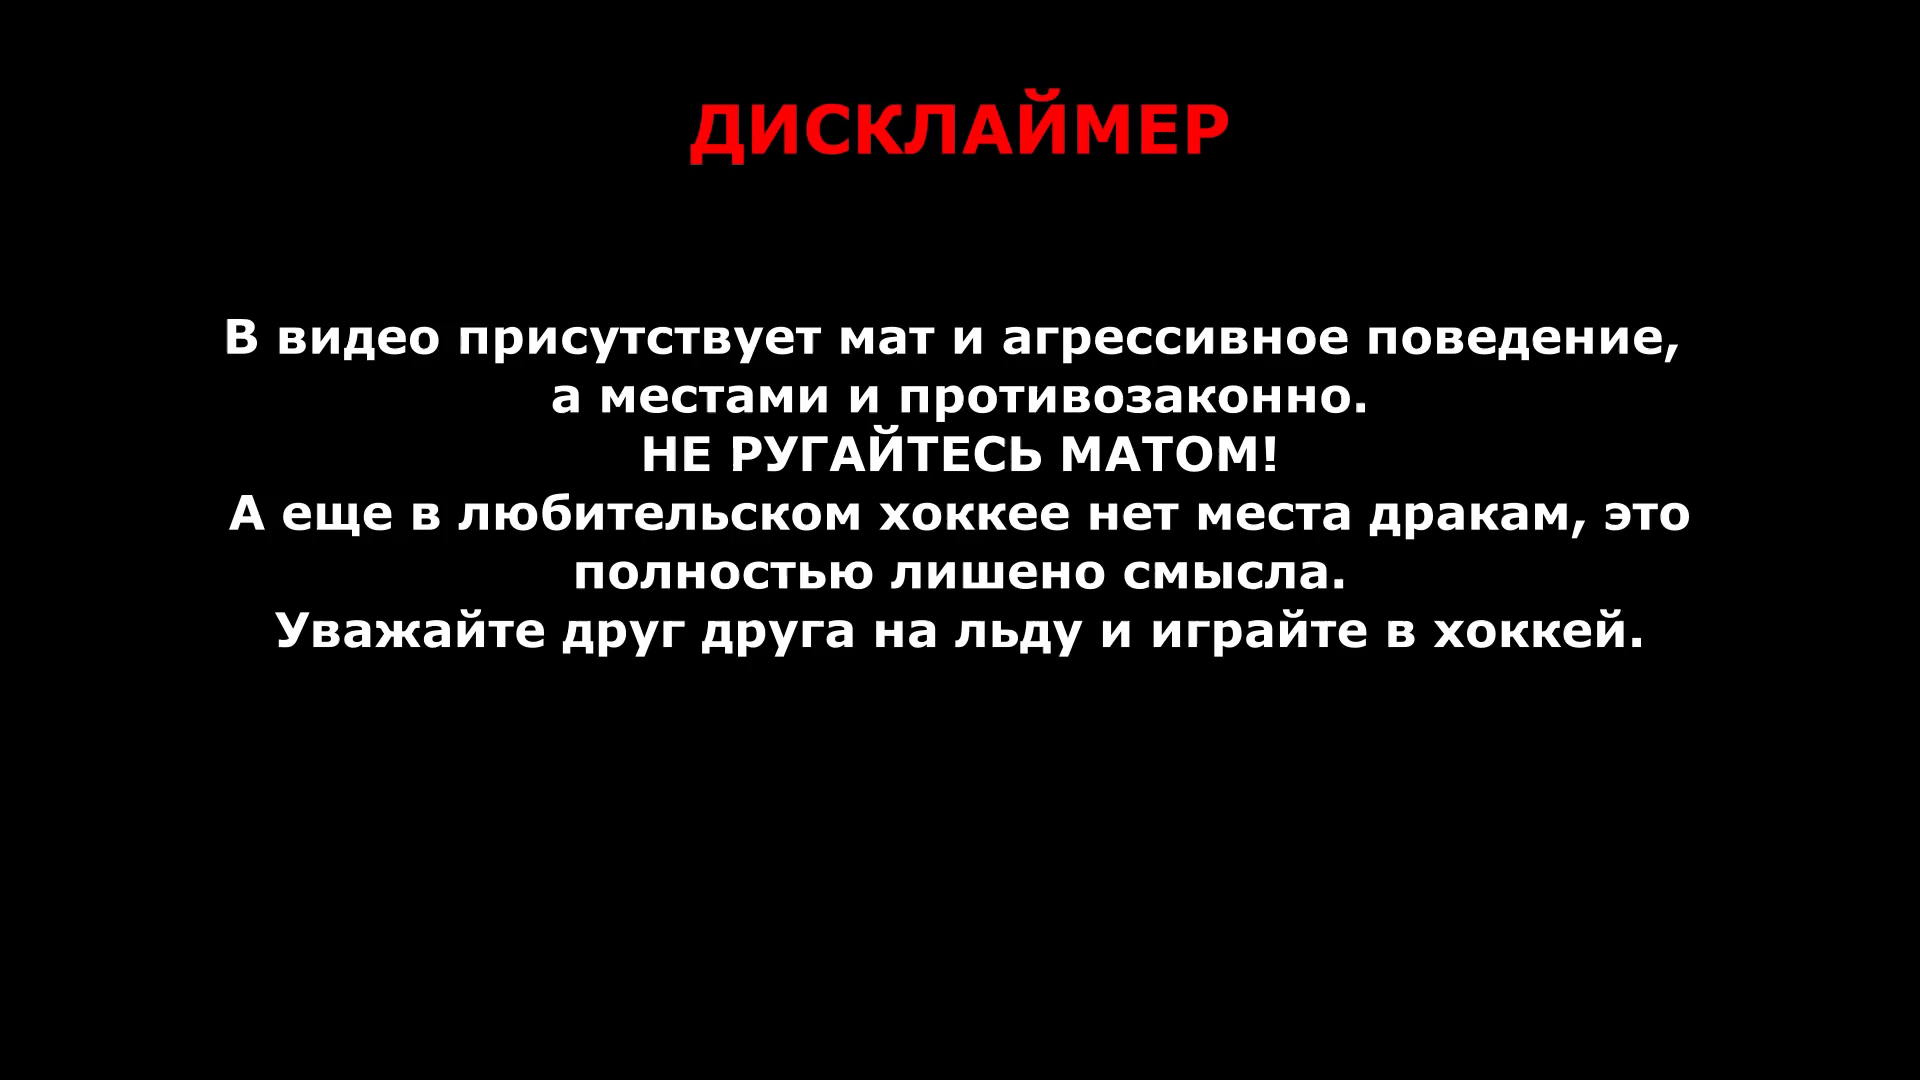 ДИСКЛАЙМЕР
В видео присутствует мат и агрессивное поведение,
а местами и противозаконно.
НЕ РУГАЙТЕСЬ МАТОМ!
А еще в любительском хоккее нет места дракам, это
полностью лишено смысла.
Уважайте друг друга на льду и играйте в хоккей.